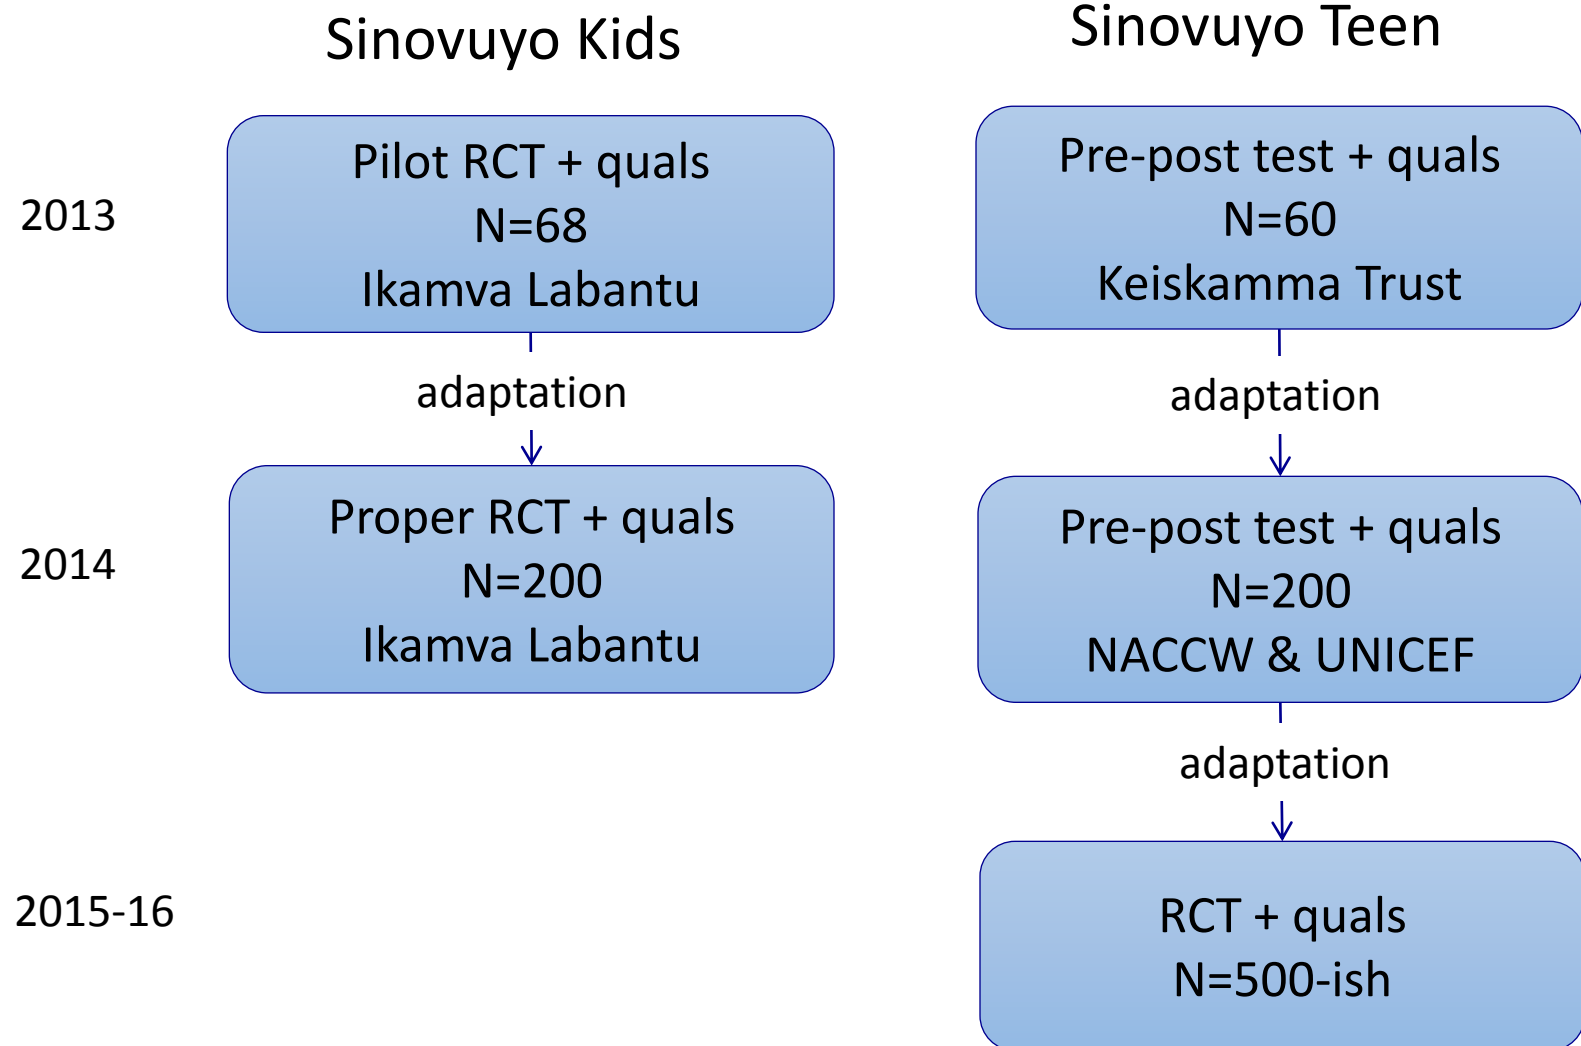 Sinovuyo Kids
Sinovuyo Teen
2013
Pilot RCT + quals
N=68
Ikamva Labantu
Pre-post test + quals
N=60
Keiskamma Trust
adaptation
adaptation
2014
Proper RCT + quals
N=200
Ikamva Labantu
Pre-post test + quals
N=200
NACCW & UNICEF
adaptation
2015-16
RCT + quals
N=500-ish